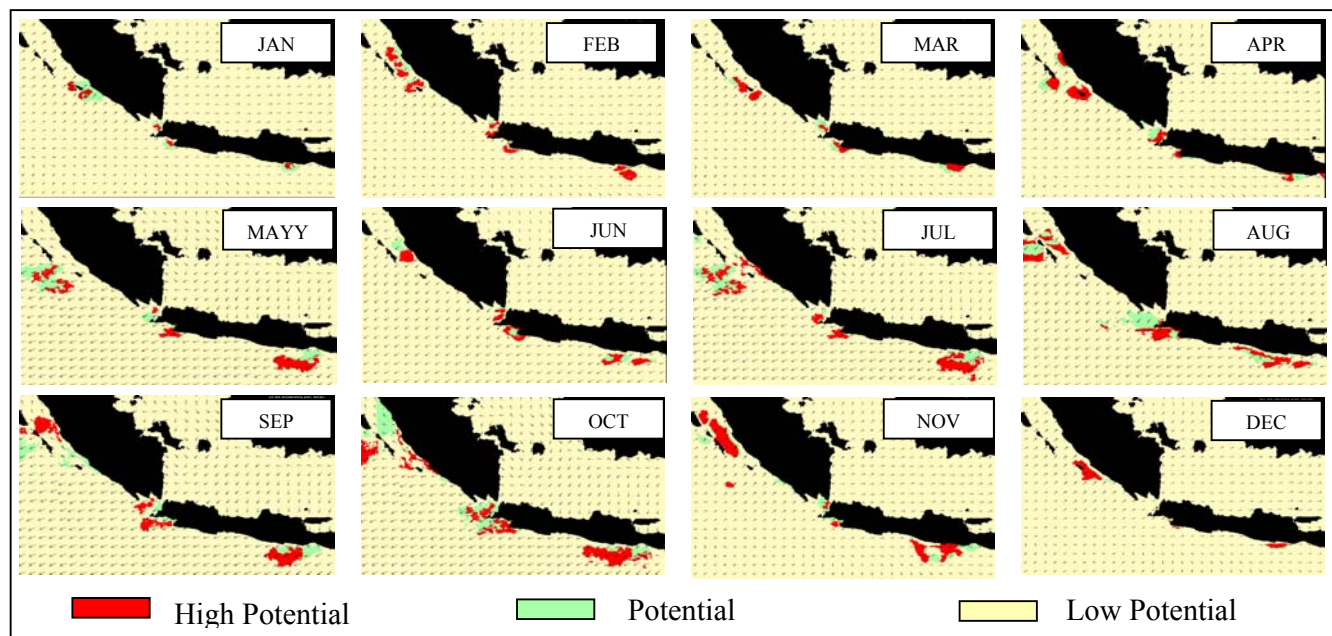 JAN
FEB
MAR
APR
MAYY
JUN
JUL
AUG
SEP
OCT
NOV
DEC
High Potential
Potential
Low Potential